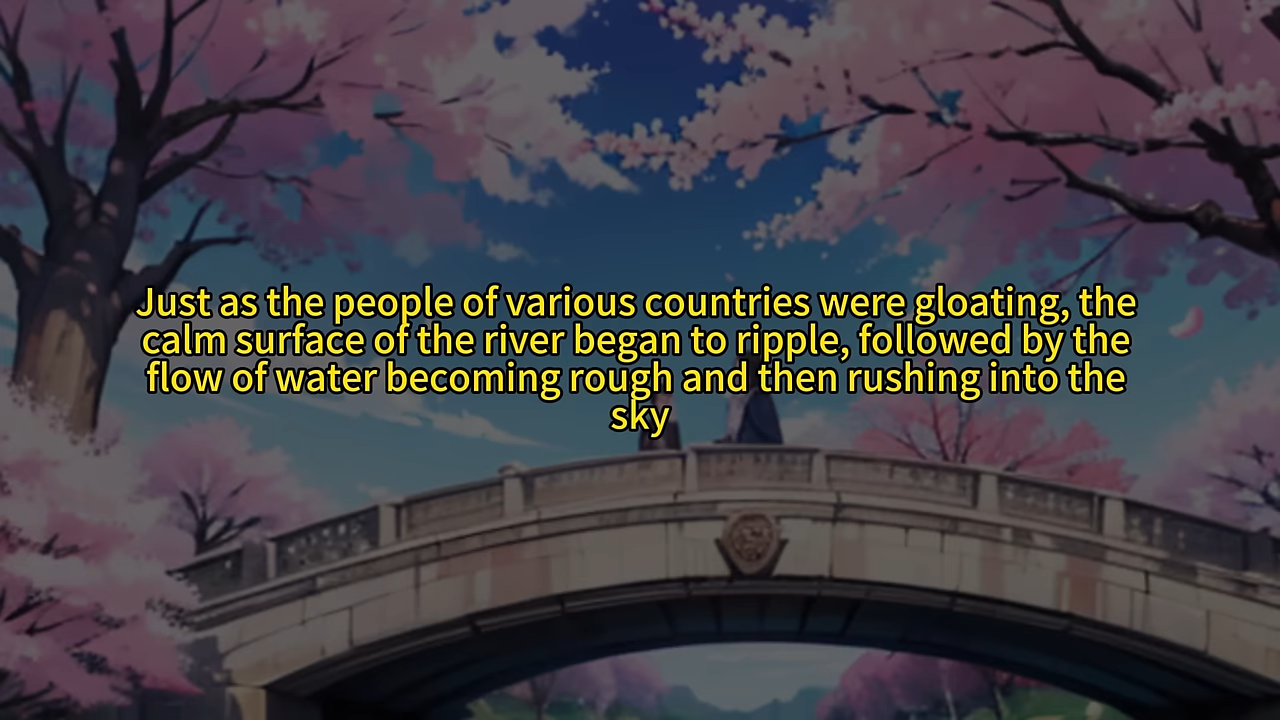 Just as the people of various countries were gloating, the
calm surface of the river began to ripple, followed by the
flow of water becoming rough and then rushing into the
sky